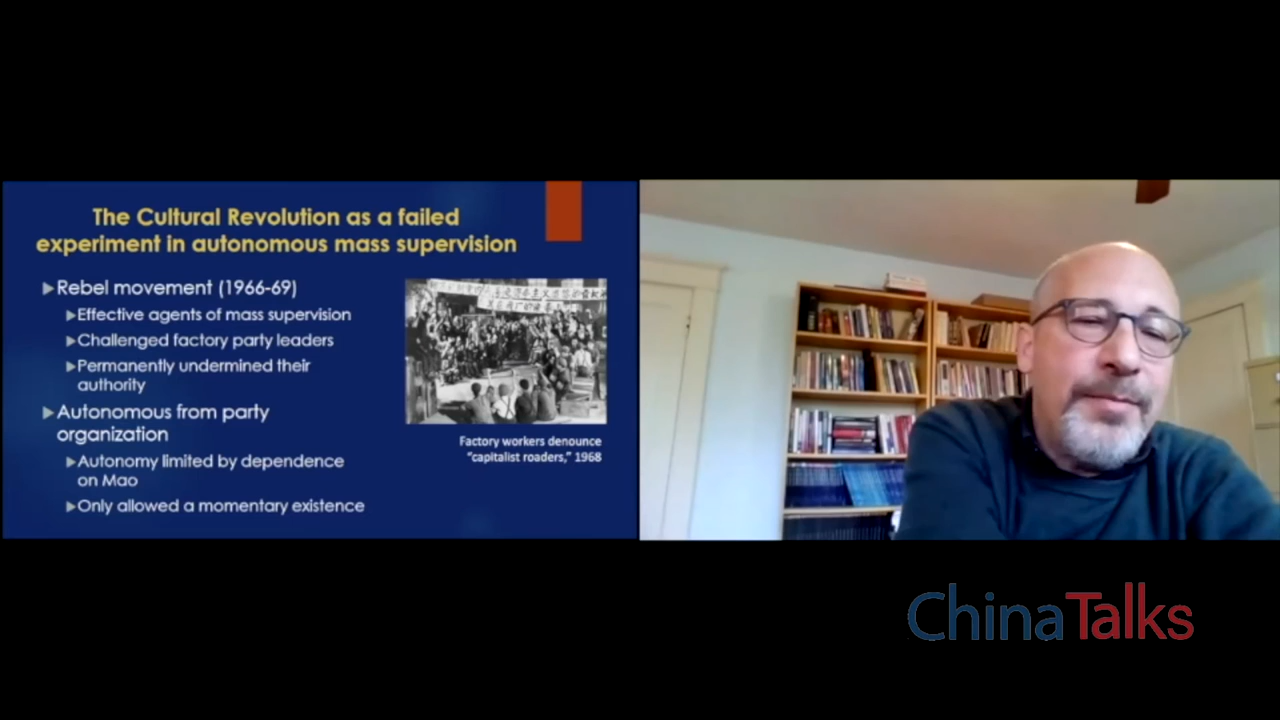 The Cultural Revolution as a failed
experiment in autonomous mass supervision
Rebel movement (1966-69)
Effective agents of mass supervision
Challenged factory party leaders
Permanently undermined their
authority
Autonomous from party
organization
Autonomy limited by dependence
on Mao
Only allowed a momentary existence
Factory workers denounce
“capitalist roaders,” 1968
ChinaTalks